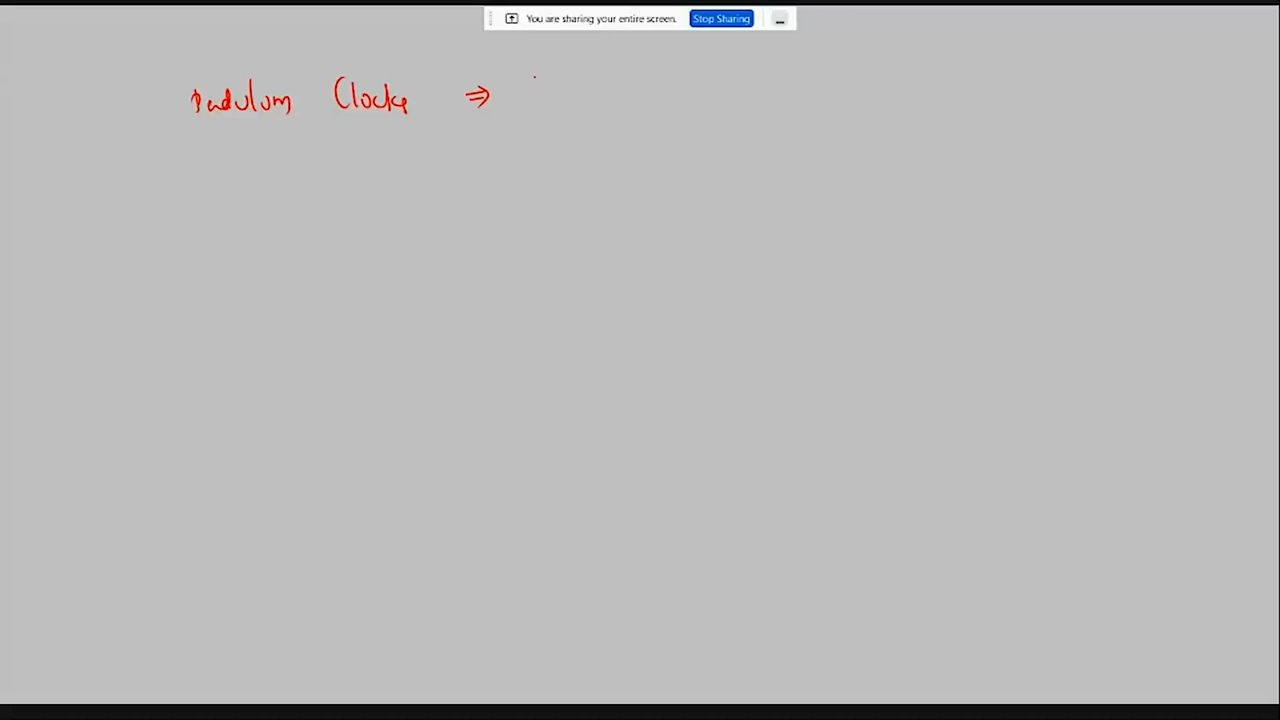 You are sharing your entire screen. Stop Sharing
Pendulum Clocks ⇒